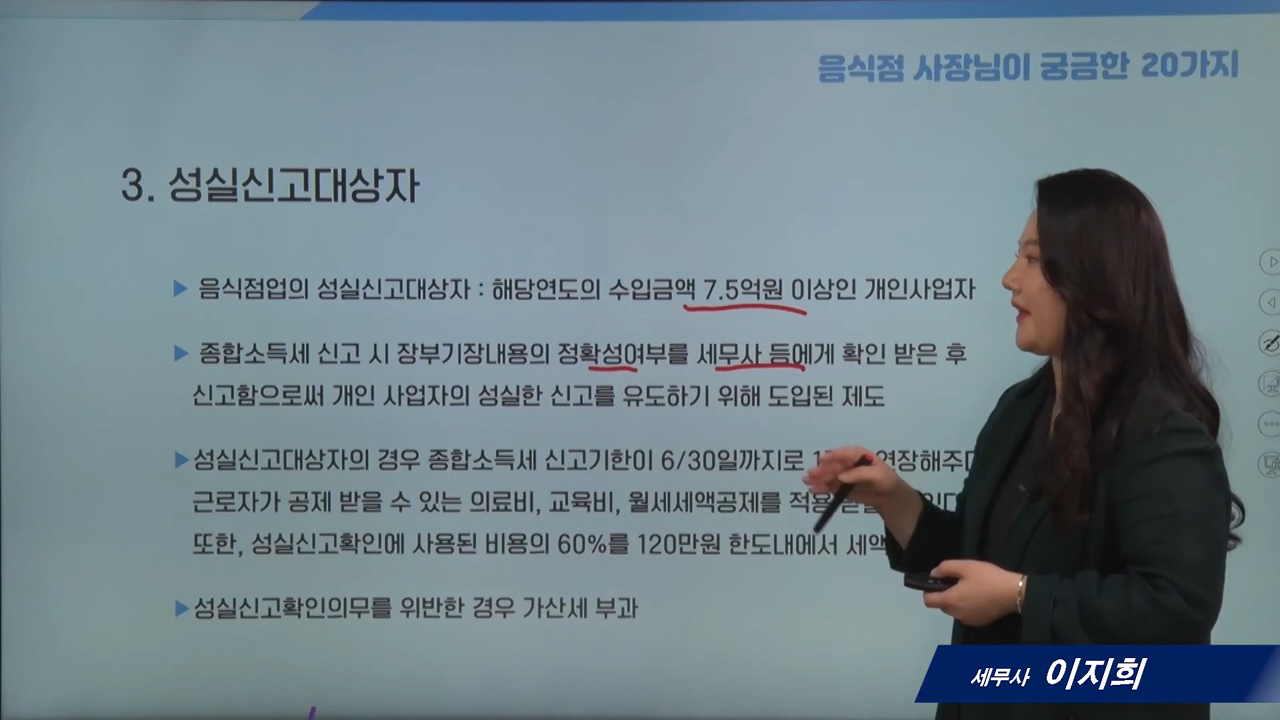 음식점 사장님이 궁금한 20가지
3. 성실신고대상자
▶ 음식점업의 성실신고대상자 : 해당연도의 수입금액 7.5억원 이상인 개인사업자
▶ 종합소득세 신고 시 장부기장내용의 정확성여부를 세무사 등에게 확인 받은 후
신고함으로써 개인 사업자의 성실한 신고를 유도하기 위해 도입된 제도
▶ 성실신고대상자의 경우 종합소득세 신고기한이 6/30일까지로 연장해주
근로자가 공제 받을 수 있는 의료비, 교육비, 월세세액공제를 적용
또한, 성실신고확인에 사용된 비용의 60%를 120만원 한도내에서
▶ 성실신고확인의무를 위반한 경우 가산세 부과
세무사 이지희